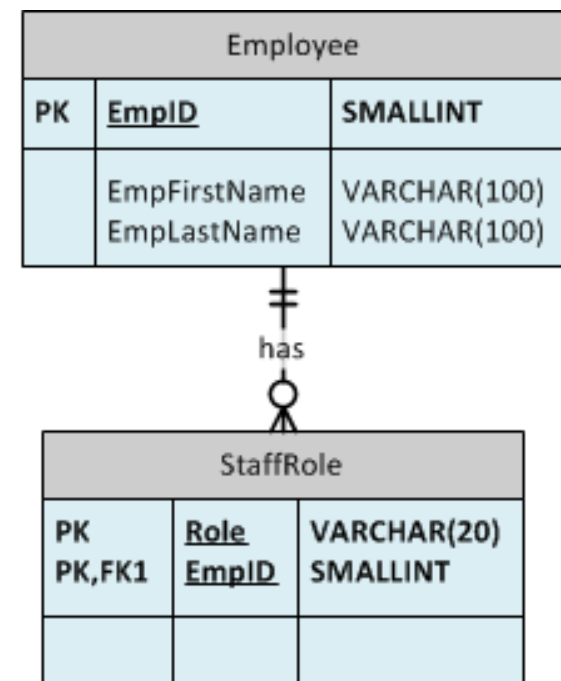 Employee
PK EmpID SMALLINT
EmpFirstName VARCHAR(100)
EmpLastName VARCHAR(100)
has
StaffRole
PK Role VARCHAR(20)
PK,FK1 EmpID SMALLINT